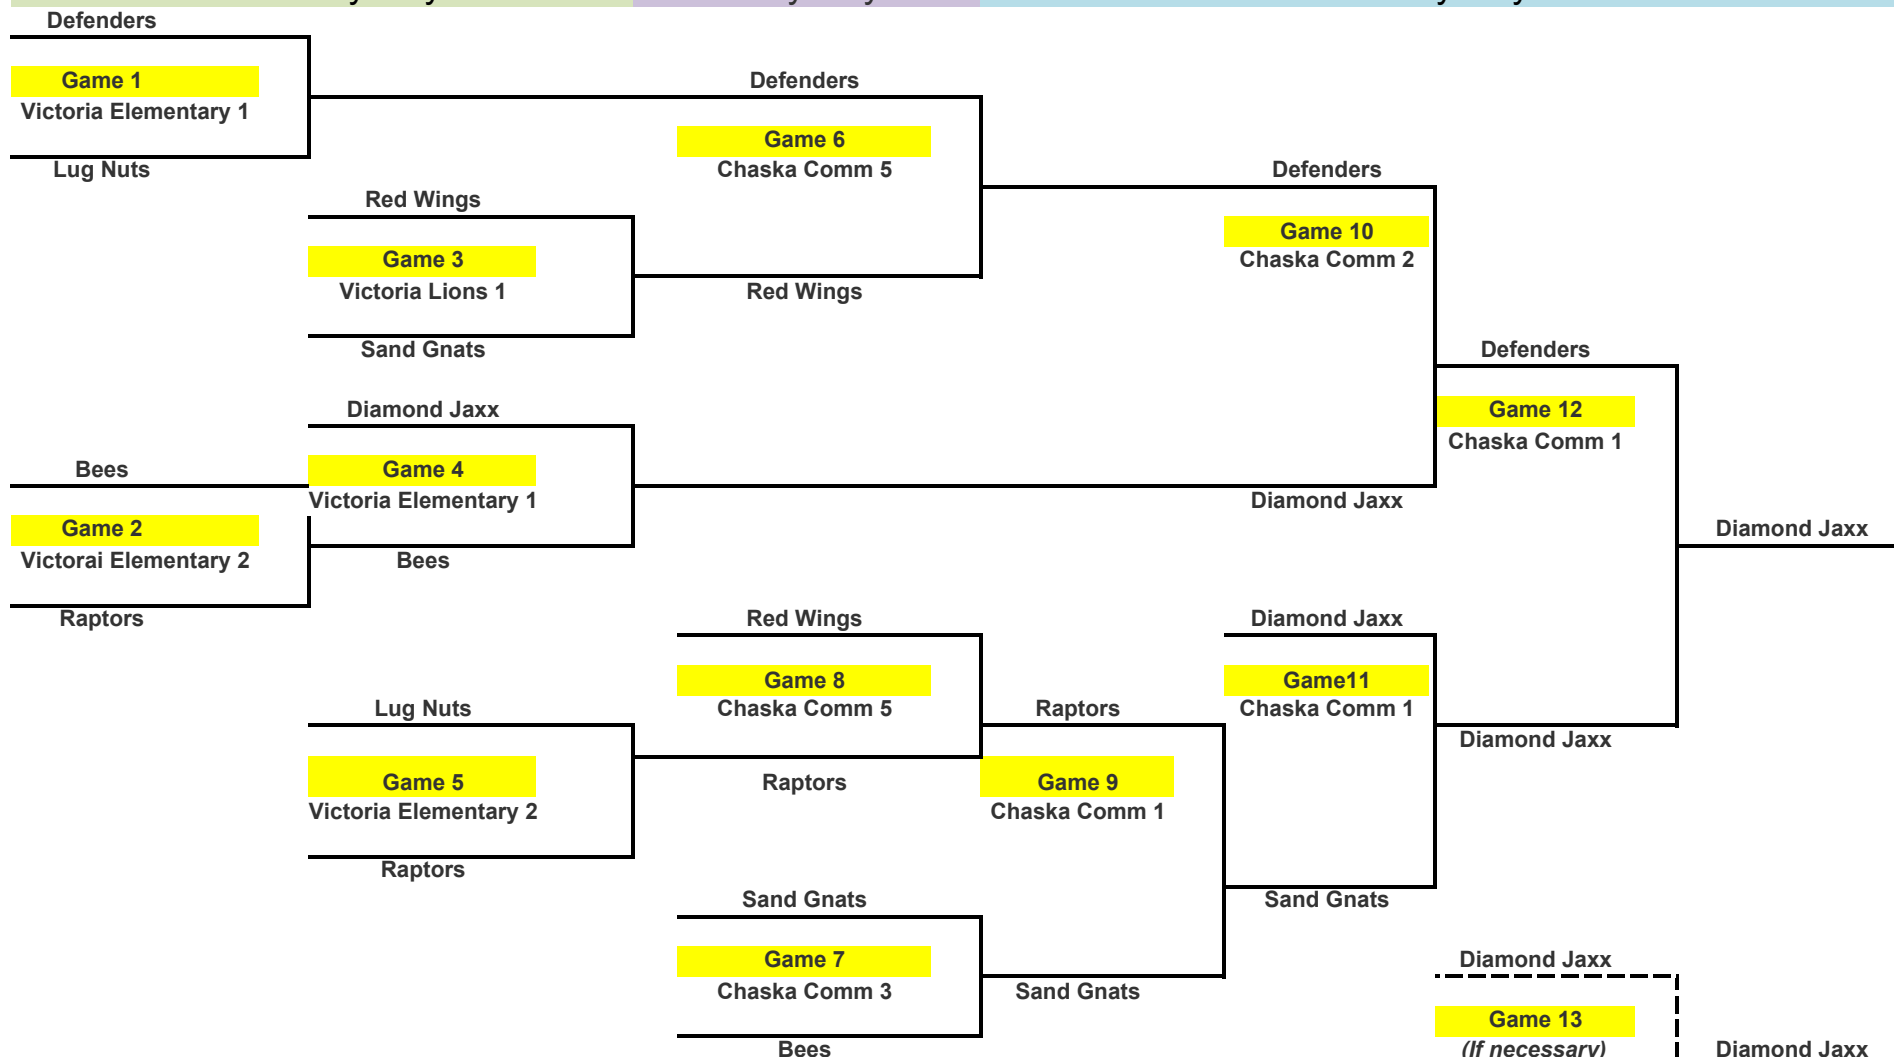 Defenders
Game 1
Victoria Elementary 1
Lug Nuts
Defenders
Game 6
Chaska Comm 5
Red Wings
Game 3
Victoria Lions 1
Sand Gnats
Red Wings
Defenders
Game 10
Chaska Comm 2
Diamond Jaxx
Game 4
Victoria Elementary 1
Bees
Bees
Game 2
Victorai Elementary 2
Raptors
Diamond Jaxx
Defenders
Game 12
Chaska Comm 1
Diamond Jaxx
Red Wings
Game 8
Chaska Comm 5
Raptors
Lug Nuts
Game 5
Victoria Elementary 2
Raptors
Raptors
Game 9
Chaska Comm 1
Diamond Jaxx
Game11
Chaska Comm 1
Diamond Jaxx
Sand Gnats
Sand Gnats
Game 7
Chaska Comm 3
Bees
Sand Gnats
Diamond Jaxx
Game 13
(If necessary)
Diamond Jaxx